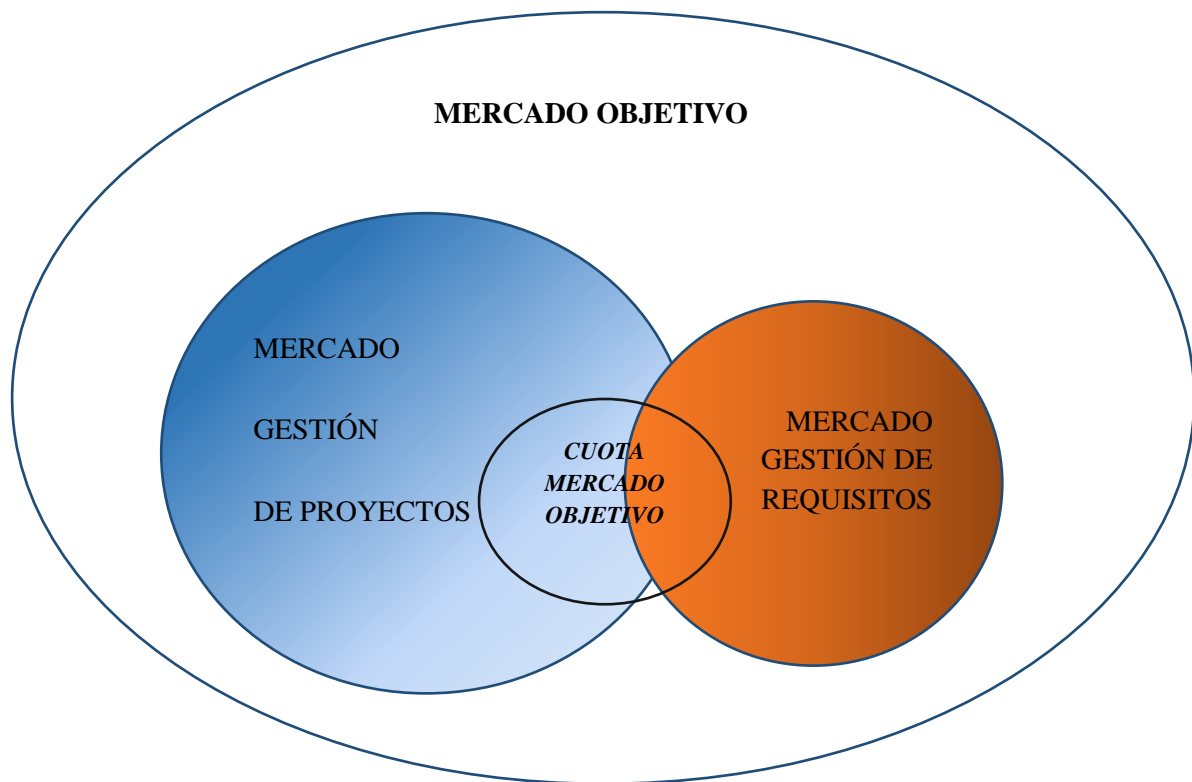 MERCADO OBJETIVO
MERCADO
GESTIÓN
DE PROYECTOS
CUOTA
MERCADO
OBJETIVO
MERCADO
GESTIÓN DE
REQUISITOS